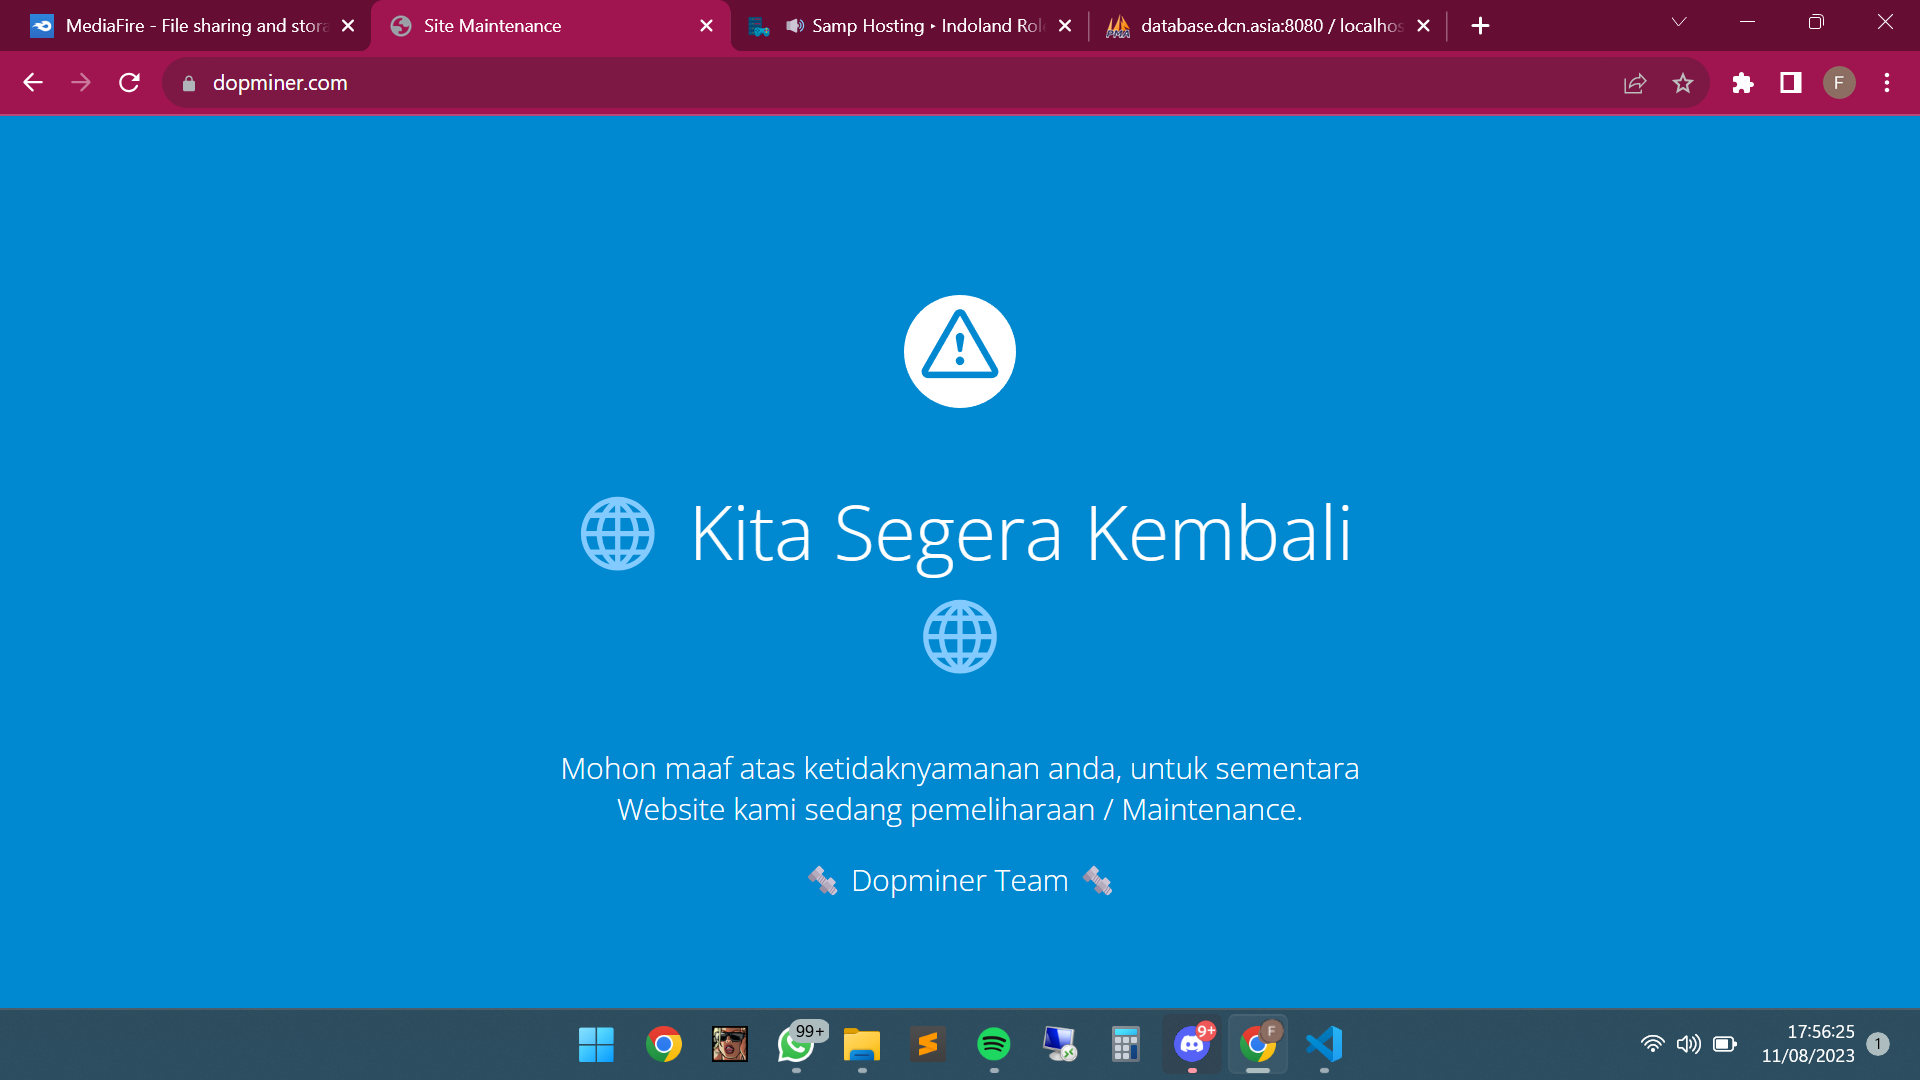 MediaFire - File sharing and stora
Site Maintenance
Samp Hosting ‣ Indoland Rol
database.dcn.asia:8080 / localhos
dopminer.com
F
Kita Segera Kembali
Mohon maaf atas ketidaknyamanan anda, untuk sementara
Website kami sedang pemeliharaan / Maintenance.
Dopminer Team
99+
9+
F
17:56:25
11/08/2023
1